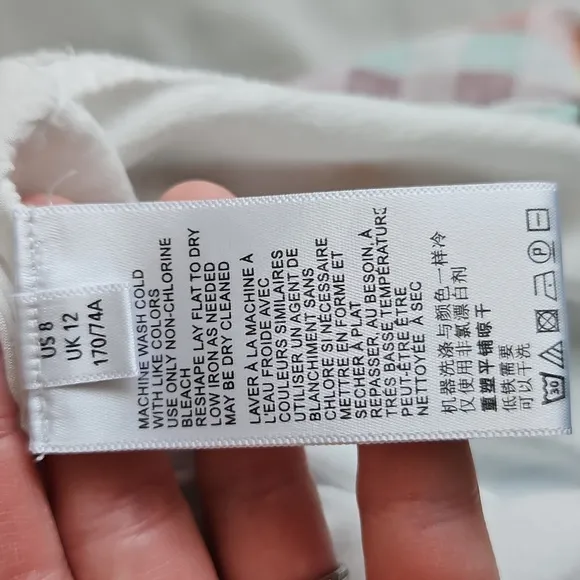 US 8
UK 12
170/74A
MACHINE WASH COLD
WITH LIKE COLORS
USE ONLY NON-CHLORINE
BLEACH
RESHAPE LAY FLAT TO DRY
LOW IRON AS NEEDED
MAY BE DRY CLEANED
LAVER À LA MACHINE À
L'EAU FROIDE AVEC
COULEURS SIMILAIRES
UTILISER UN AGENT DE
BLANCHIMENT SANS
CHLORE SI NÉCESSAIRE
METTRE EN FORME ET
SÉCHER À PLAT
REPASSER, AU BESOIN, À
TRÈS BASSE TEMPÉRATURE
PEUT-ÊTRE ÊTRE
NETTOYÉE À SEC
机器洗涤与颜色一样冷
仅使用非氯漂白剂
重塑平铺晾干
低铁需要
可以干洗
30 P